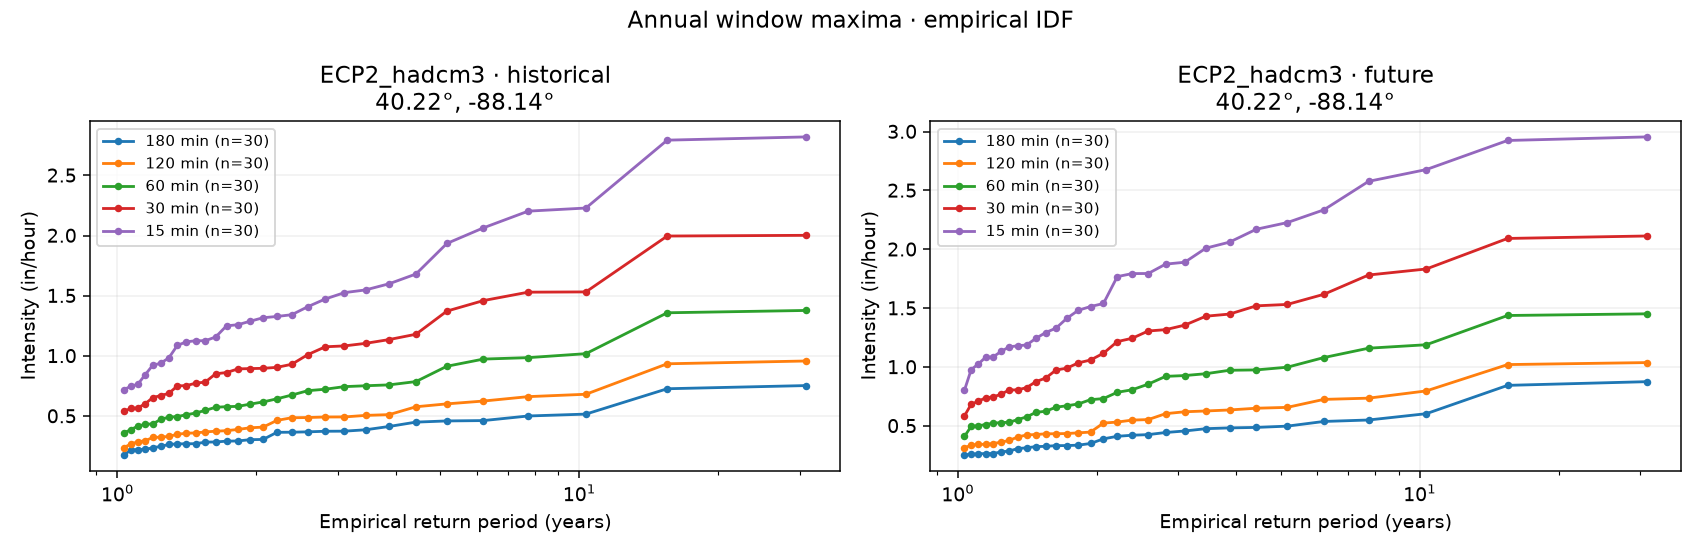 Annual window maxima · empirical IDF
ECP2_hadcm3 · historical
40.22°, -88.14°
180 min (n=30)
120 min (n=30)
60 min (n=30)
30 min (n=30)
15 min (n=30)
Intensity (in/hour)
2.5
2.0
1.5
1.0
0.5
10⁰
10¹
Empirical return period (years)
ECP2_hadcm3 · future
40.22°, -88.14°
180 min (n=30)
120 min (n=30)
60 min (n=30)
30 min (n=30)
15 min (n=30)
Intensity (in/hour)
3.0
2.5
2.0
1.5
1.0
0.5
10⁰
10¹
Empirical return period (years)